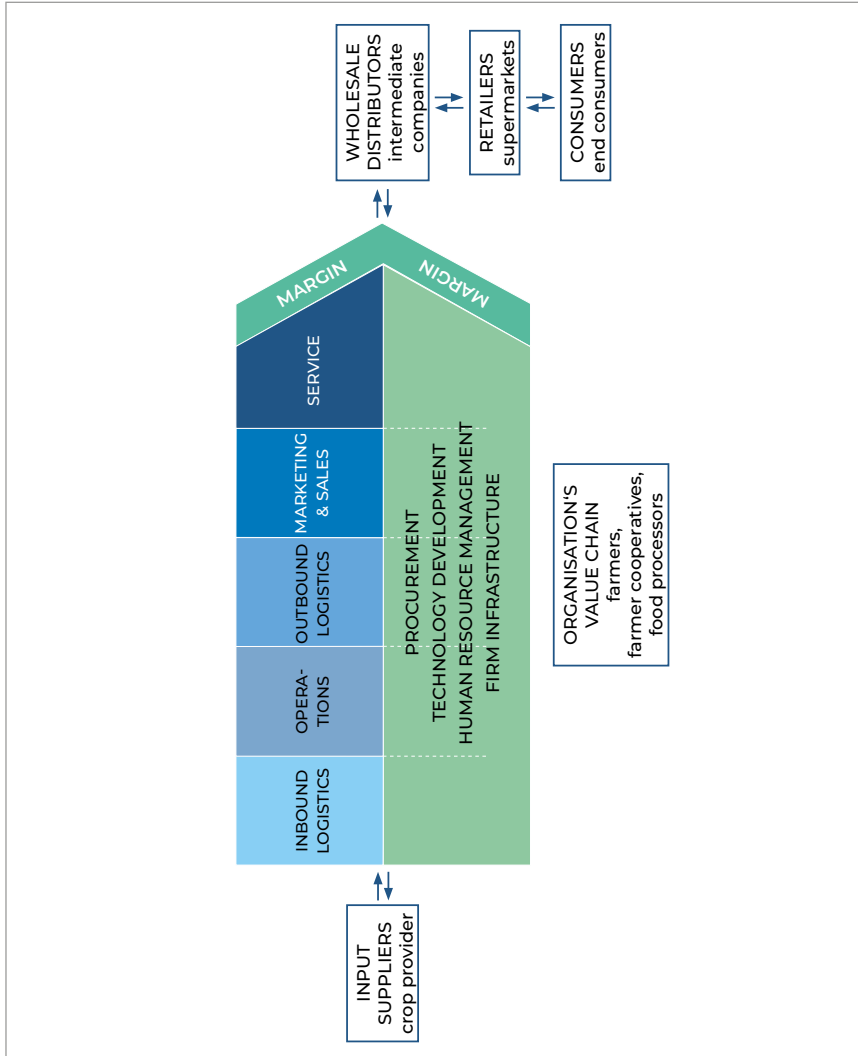 INPUT
SUPPLIERS
crop provider
INBOUND
LOGISTICS
OPERA-
TIONS
OUTBOUND
LOGISTICS
MARKETING
& SALES
SERVICE
MARGIN
PROCUREMENT
TECHNOLOGY DEVELOPMENT
HUMAN RESOURCE MANAGEMENT
FIRM INFRASTRUCTURE
MARGIN
ORGANISATION'S
VALUE CHAIN
farmers,
farmer cooperatives,
food processors
WHOLESALE
DISTRIBUTORS
intermediate
companies
RETAILERS
supermarkets
CONSUMERS
end consumers